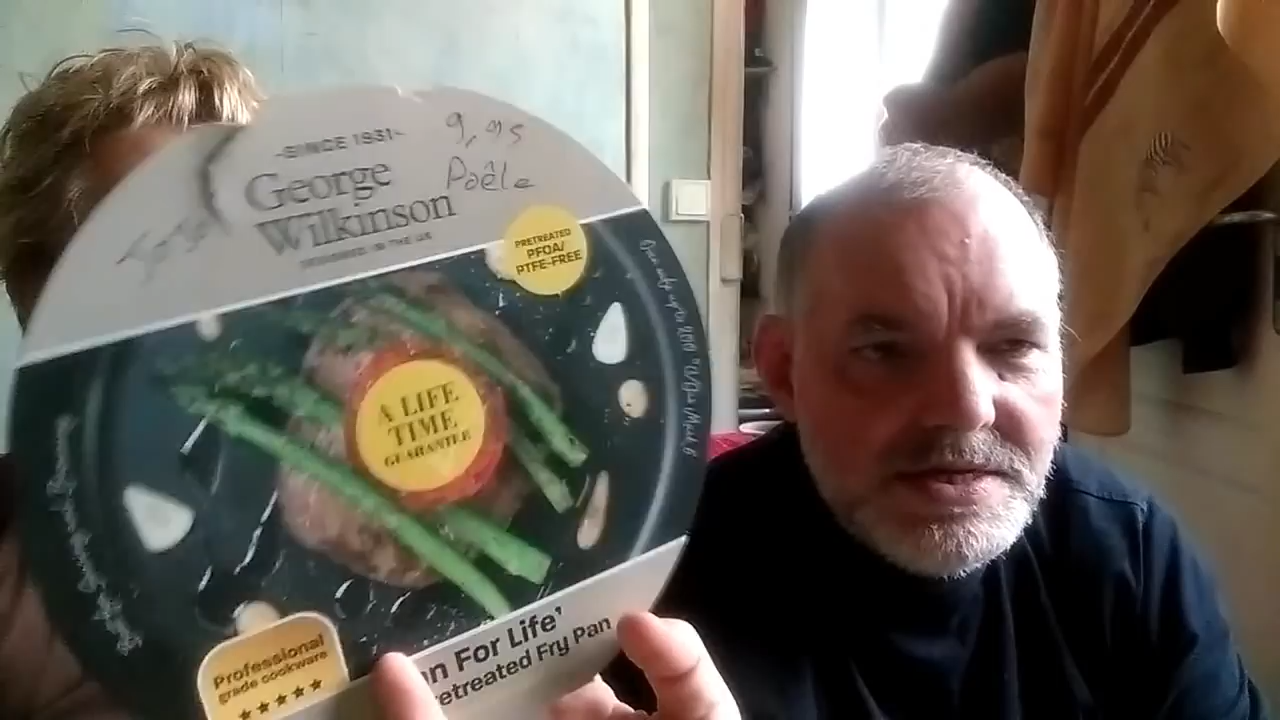 -SINCE 1931-
George
Wilkinson
DESIGNED IN THE UK
9,95
Poêle
PRETREATED
PFOA/
PTFE-FREE
A LIFE
TIME
GUARANTEE
Professional
grade cookware
an For Life'
retreated Fry Pan